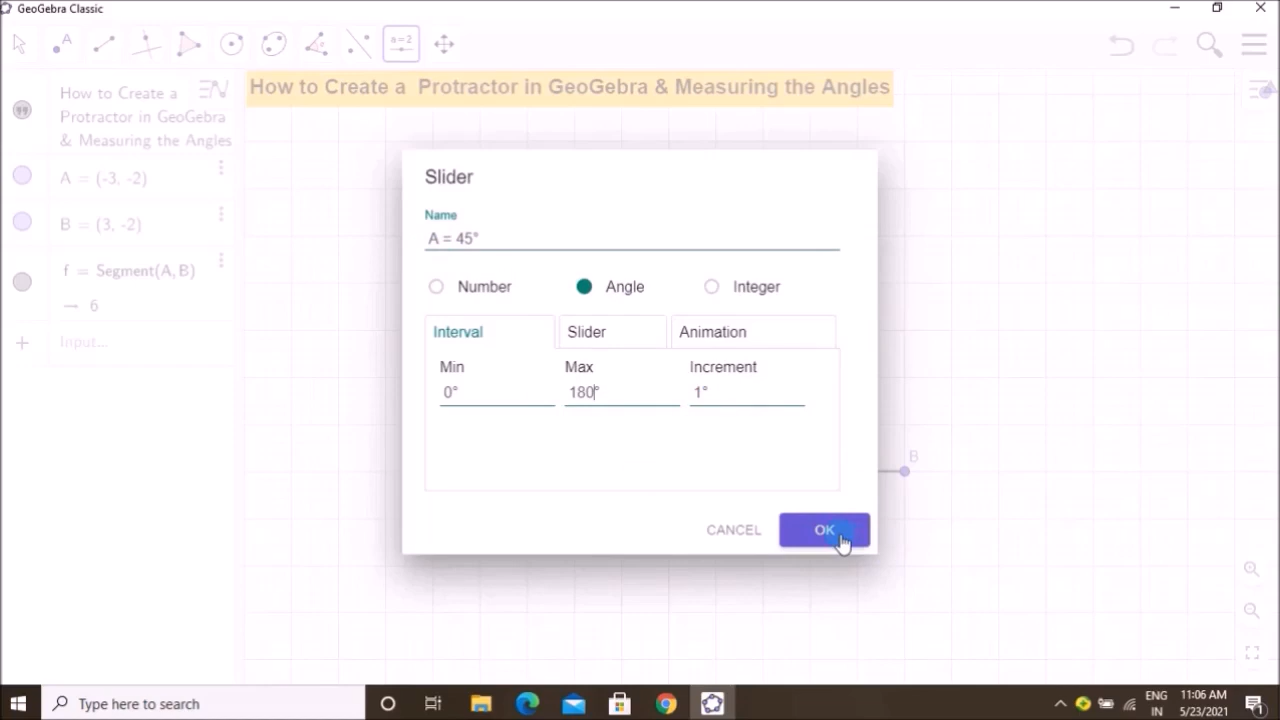 GeoGebra Classic
a=2
How to Create a Protractor in GeoGebra & Measuring the Angles
How to Create a
Protractor in GeoGebra
& Measuring the Angles
A = (-3, -2)
B = (3, -2)
f = Segment(A, B)
→ 6
Input...
Slider
Name
A = 45°
Number
Angle
Integer
Interval
Slider
Animation
Min
Max
Increment
0°
180°
1°
B
CANCEL
OK
Type here to search
ENG
IN
11:06 AM
5/23/2021
1